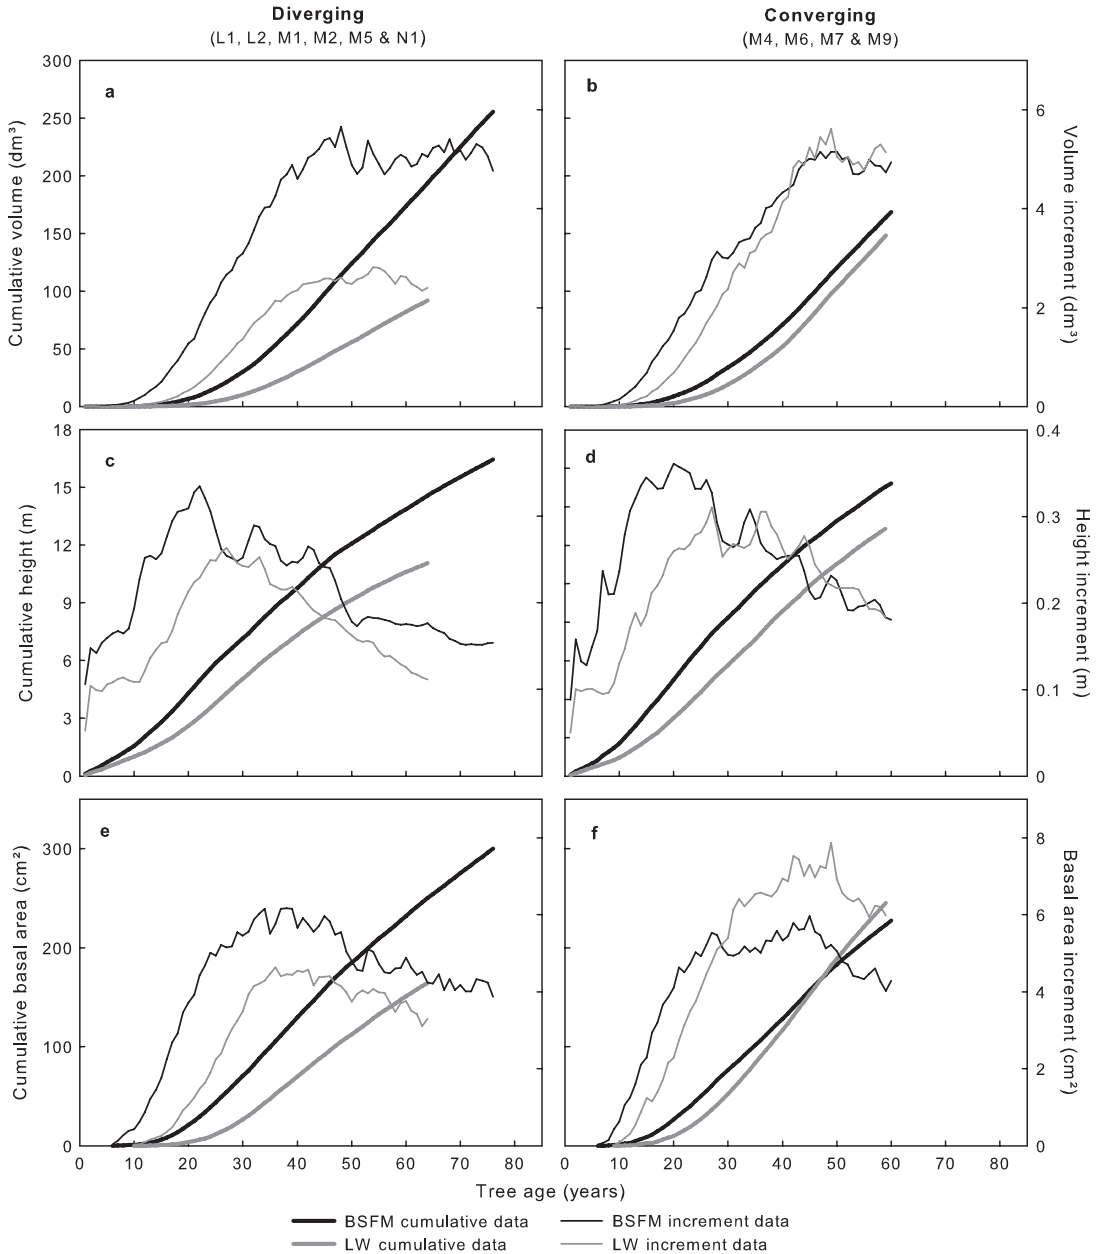 Diverging
(L1, L2, M1, M2, M5 & N1)
Converging
(M4, M6, M7 & M9)
a
300
250
200
150
100
50
0
Cumulative volume (dm³)
b
6
4
2
0
Volume increment (dm³)
c
18
15
12
9
6
3
0
Cumulative height (m)
d
0.4
0.3
0.2
0.1
0
Height increment (m)
e
300
200
100
0
Cumulative basal area (cm²)
f
8
6
4
2
0
Basal area increment (cm²)
0 10 20 30 40 50 60 70 80
0 10 20 30 40 50 60 70 80
Tree age (years)
BSFM cumulative data
BSFM increment data
LW cumulative data
LW increment data